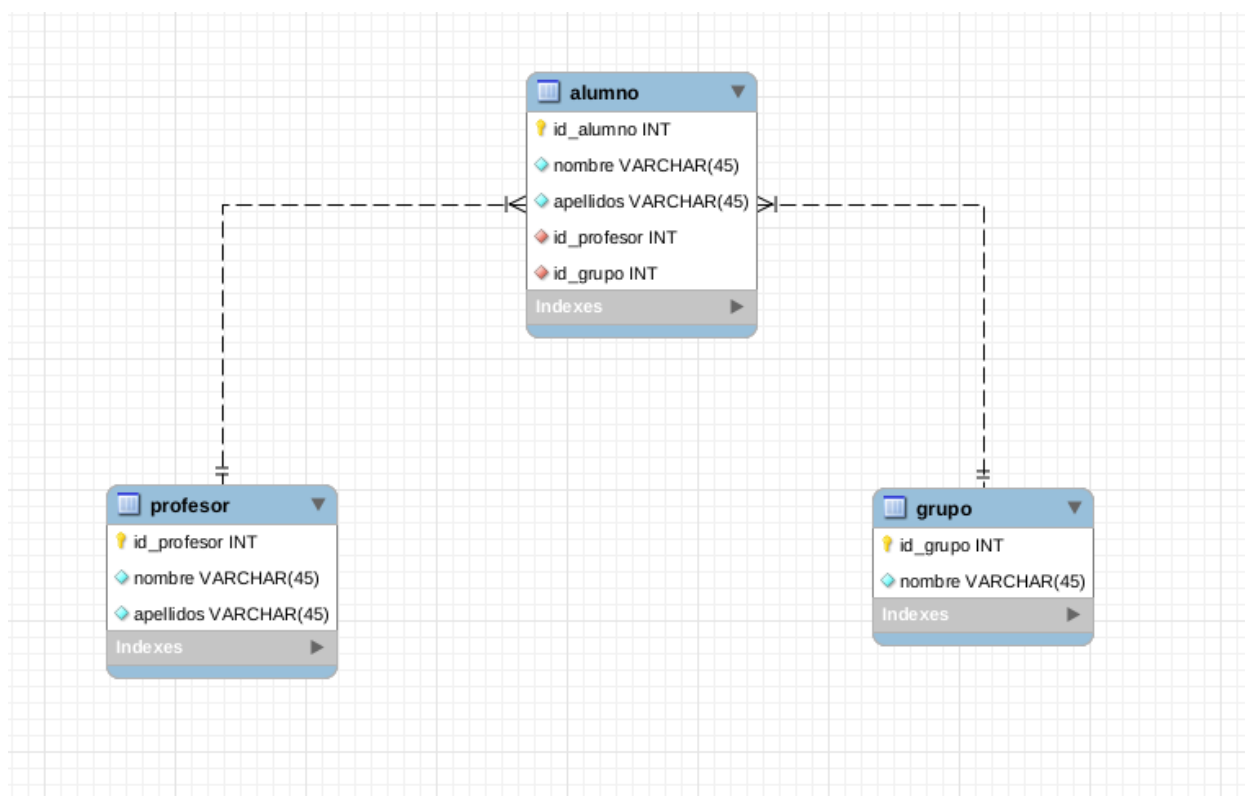 alumno
id_alumno INT
nombre VARCHAR(45)
apellidos VARCHAR(45)
id_profesor INT
id_grupo INT
Indexes
profesor
id_profesor INT
nombre VARCHAR(45)
apellidos VARCHAR(45)
Indexes
grupo
id_grupo INT
nombre VARCHAR(45)
Indexes